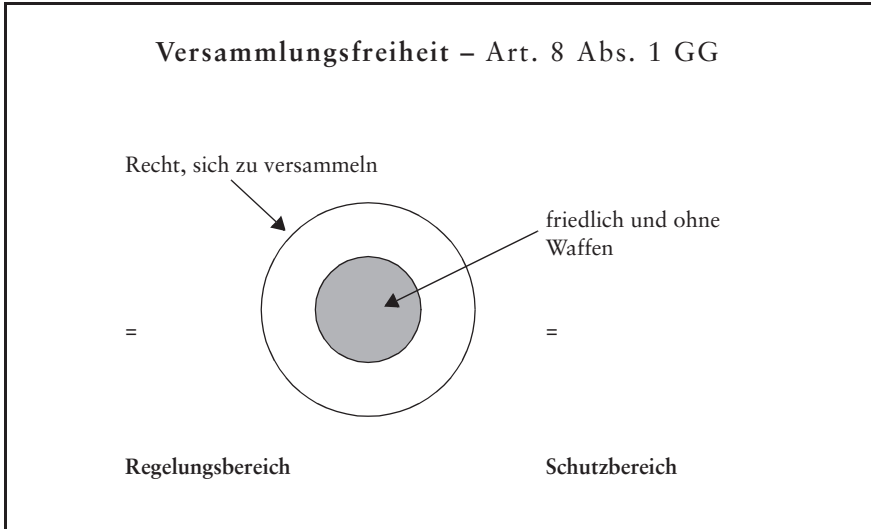 Versammlungsfreiheit – Art. 8 Abs. 1 GG
Recht, sich zu versammeln
friedlich und ohne
Waffen
=
=
Regelungsbereich
Schutzbereich